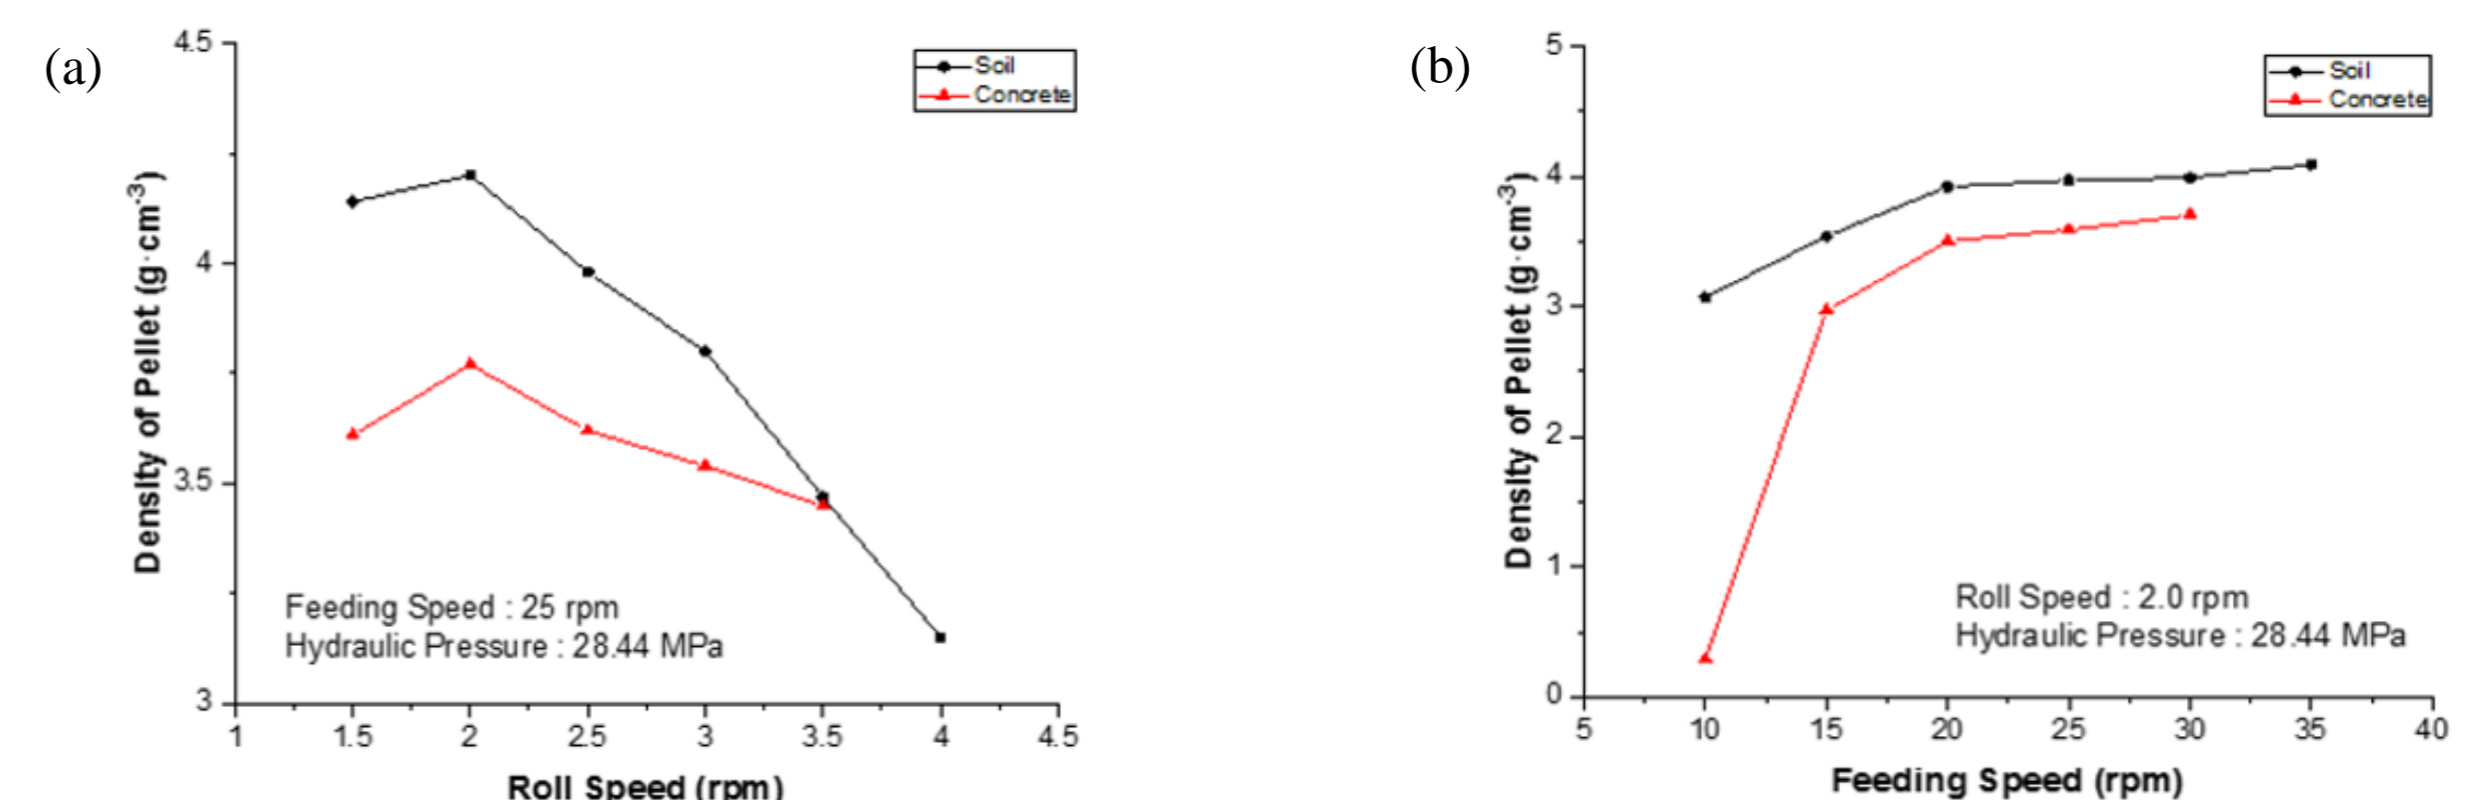 (a)
4.5
4
3.5
3
Density of Pellet (g·cm⁻³)
Soil
Concrete
Feeding Speed : 25 rpm
Hydraulic Pressure : 28.44 MPa
1 1.5 2 2.5 3 3.5 4 4.5
Roll Speed (rpm)
(b)
5
4
3
2
1
0
Density of Pellet (g·cm⁻³)
Soil
Concrete
Roll Speed : 2.0 rpm
Hydraulic Pressure : 28.44 MPa
5 10 15 20 25 30 35 40
Feeding Speed (rpm)